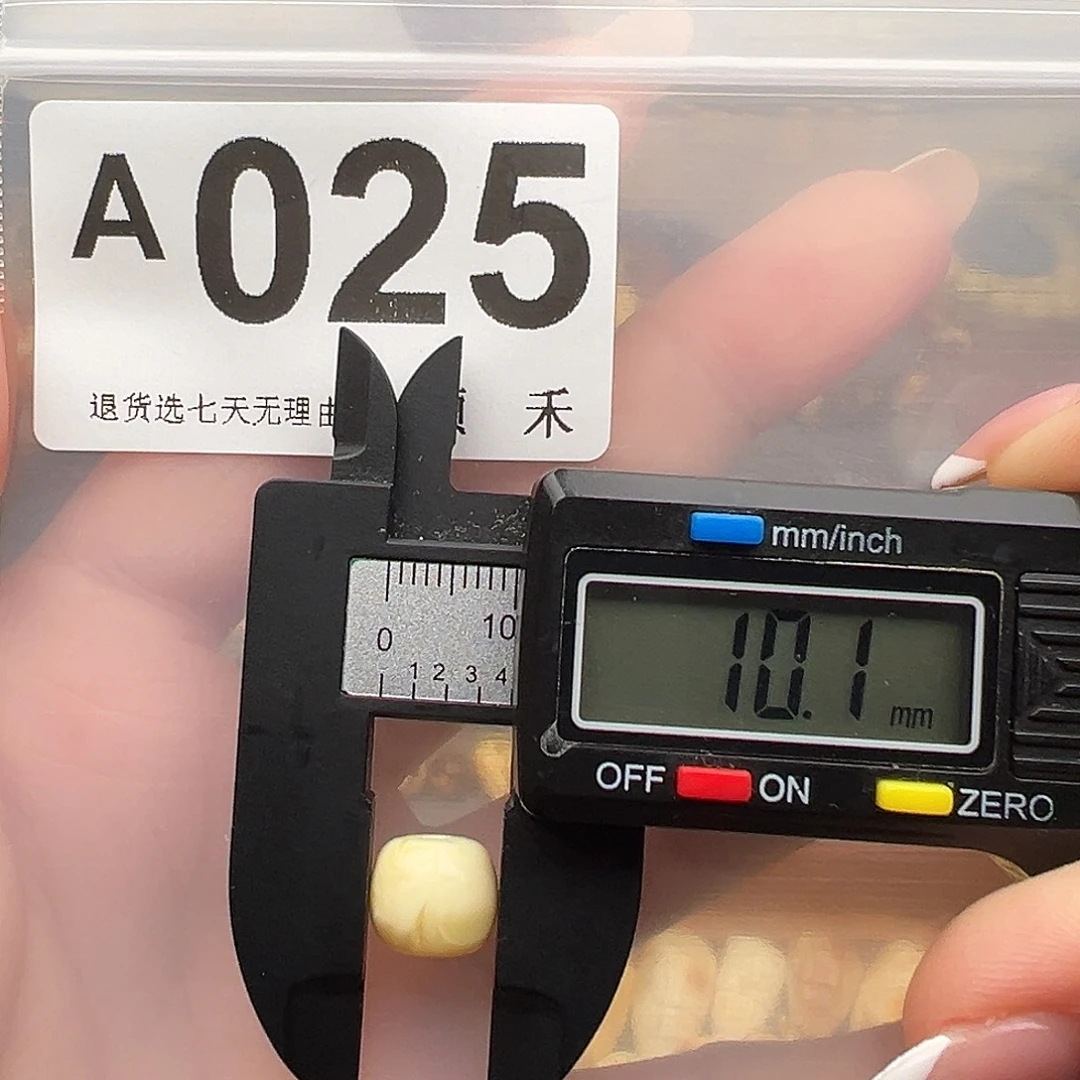 A025
退货选七天无理由 禾
mm/inch
0 10
1 2 3 4
10.1 mm
OFF ON ZERO